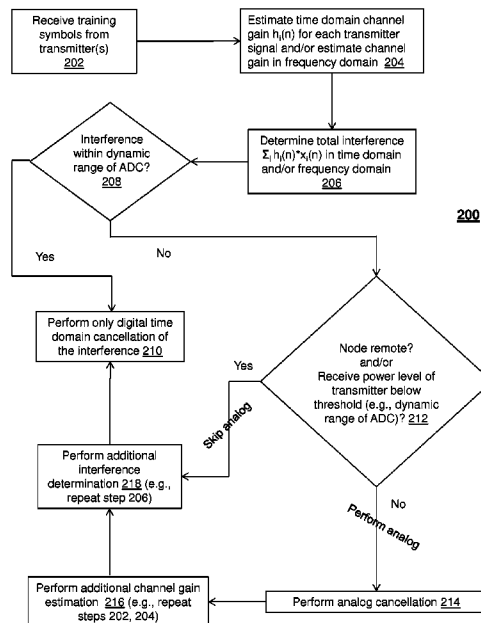 Receive training
symbols from
transmitter(s)
202
Estimate time domain channel
gain hᵢ(n) for each transmitter
signal and/or estimate channel
gain in frequency domain 204
Interference
within dynamic
range of ADC?
208
Determine total interference
Σᵢ hᵢ(n)*xᵢ(n) in time domain
and/or frequency domain
206
200
Yes
No
Perform only digital time
domain cancellation of
the interference 210
Node remote?
and/or
Receive power level of
transmitter below
threshold (e.g., dynamic
range of ADC)? 212
Yes
Skip analog
Perform additional
interference
determination 218 (e.g.,
repeat step 206)
No
Perform analog
Perform additional channel gain
estimation 216 (e.g., repeat
steps 202, 204)
Perform analog cancellation 214